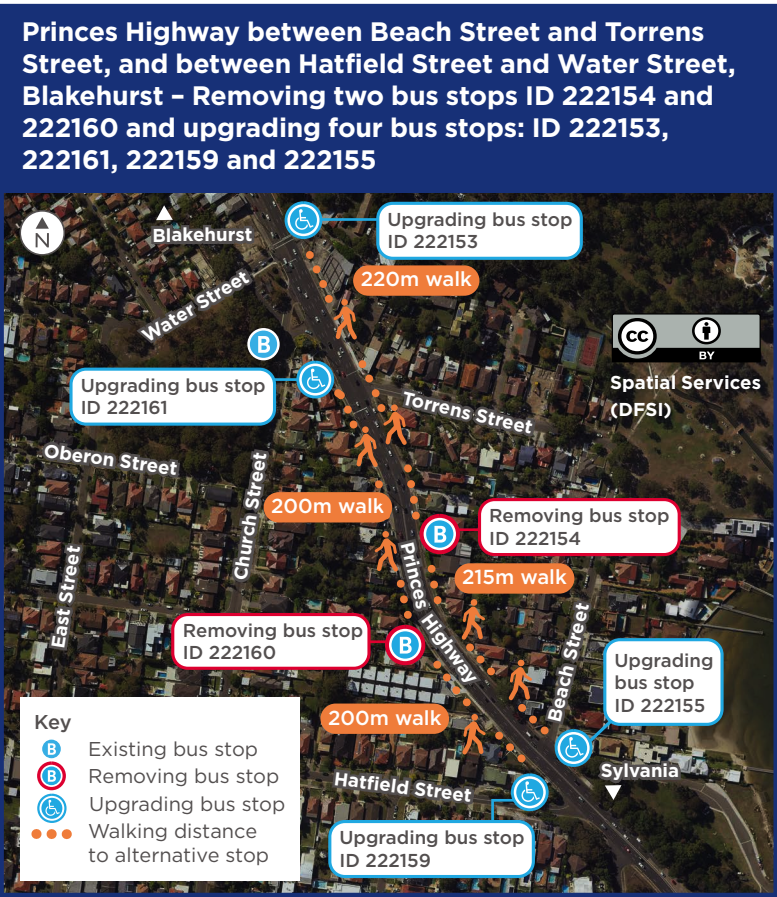 Princes Highway between Beach Street and Torrens
Street, and between Hatfield Street and Water Street,
Blakehurst – Removing two bus stops ID 222154 and
222160 and upgrading four bus stops: ID 222153,
222161, 222159 and 222155
N
Blakehurst
Upgrading bus stop
ID 222153
220m walk
Water Street
B
cc
BY
Spatial Services
(DFSI)
Upgrading bus stop
ID 222161
Torrens Street
Oberon Street
Church Street
200m walk
Removing bus stop
ID 222154
B
East Street
Princes Highway
215m walk
Beach Street
Removing bus stop
ID 222160
B
Upgrading
bus stop
ID 222155
200m walk
Sylvania
Hatfield Street
Upgrading bus stop
ID 222159
Key
B Existing bus stop
B Removing bus stop
Upgrading bus stop
Walking distance
to alternative stop